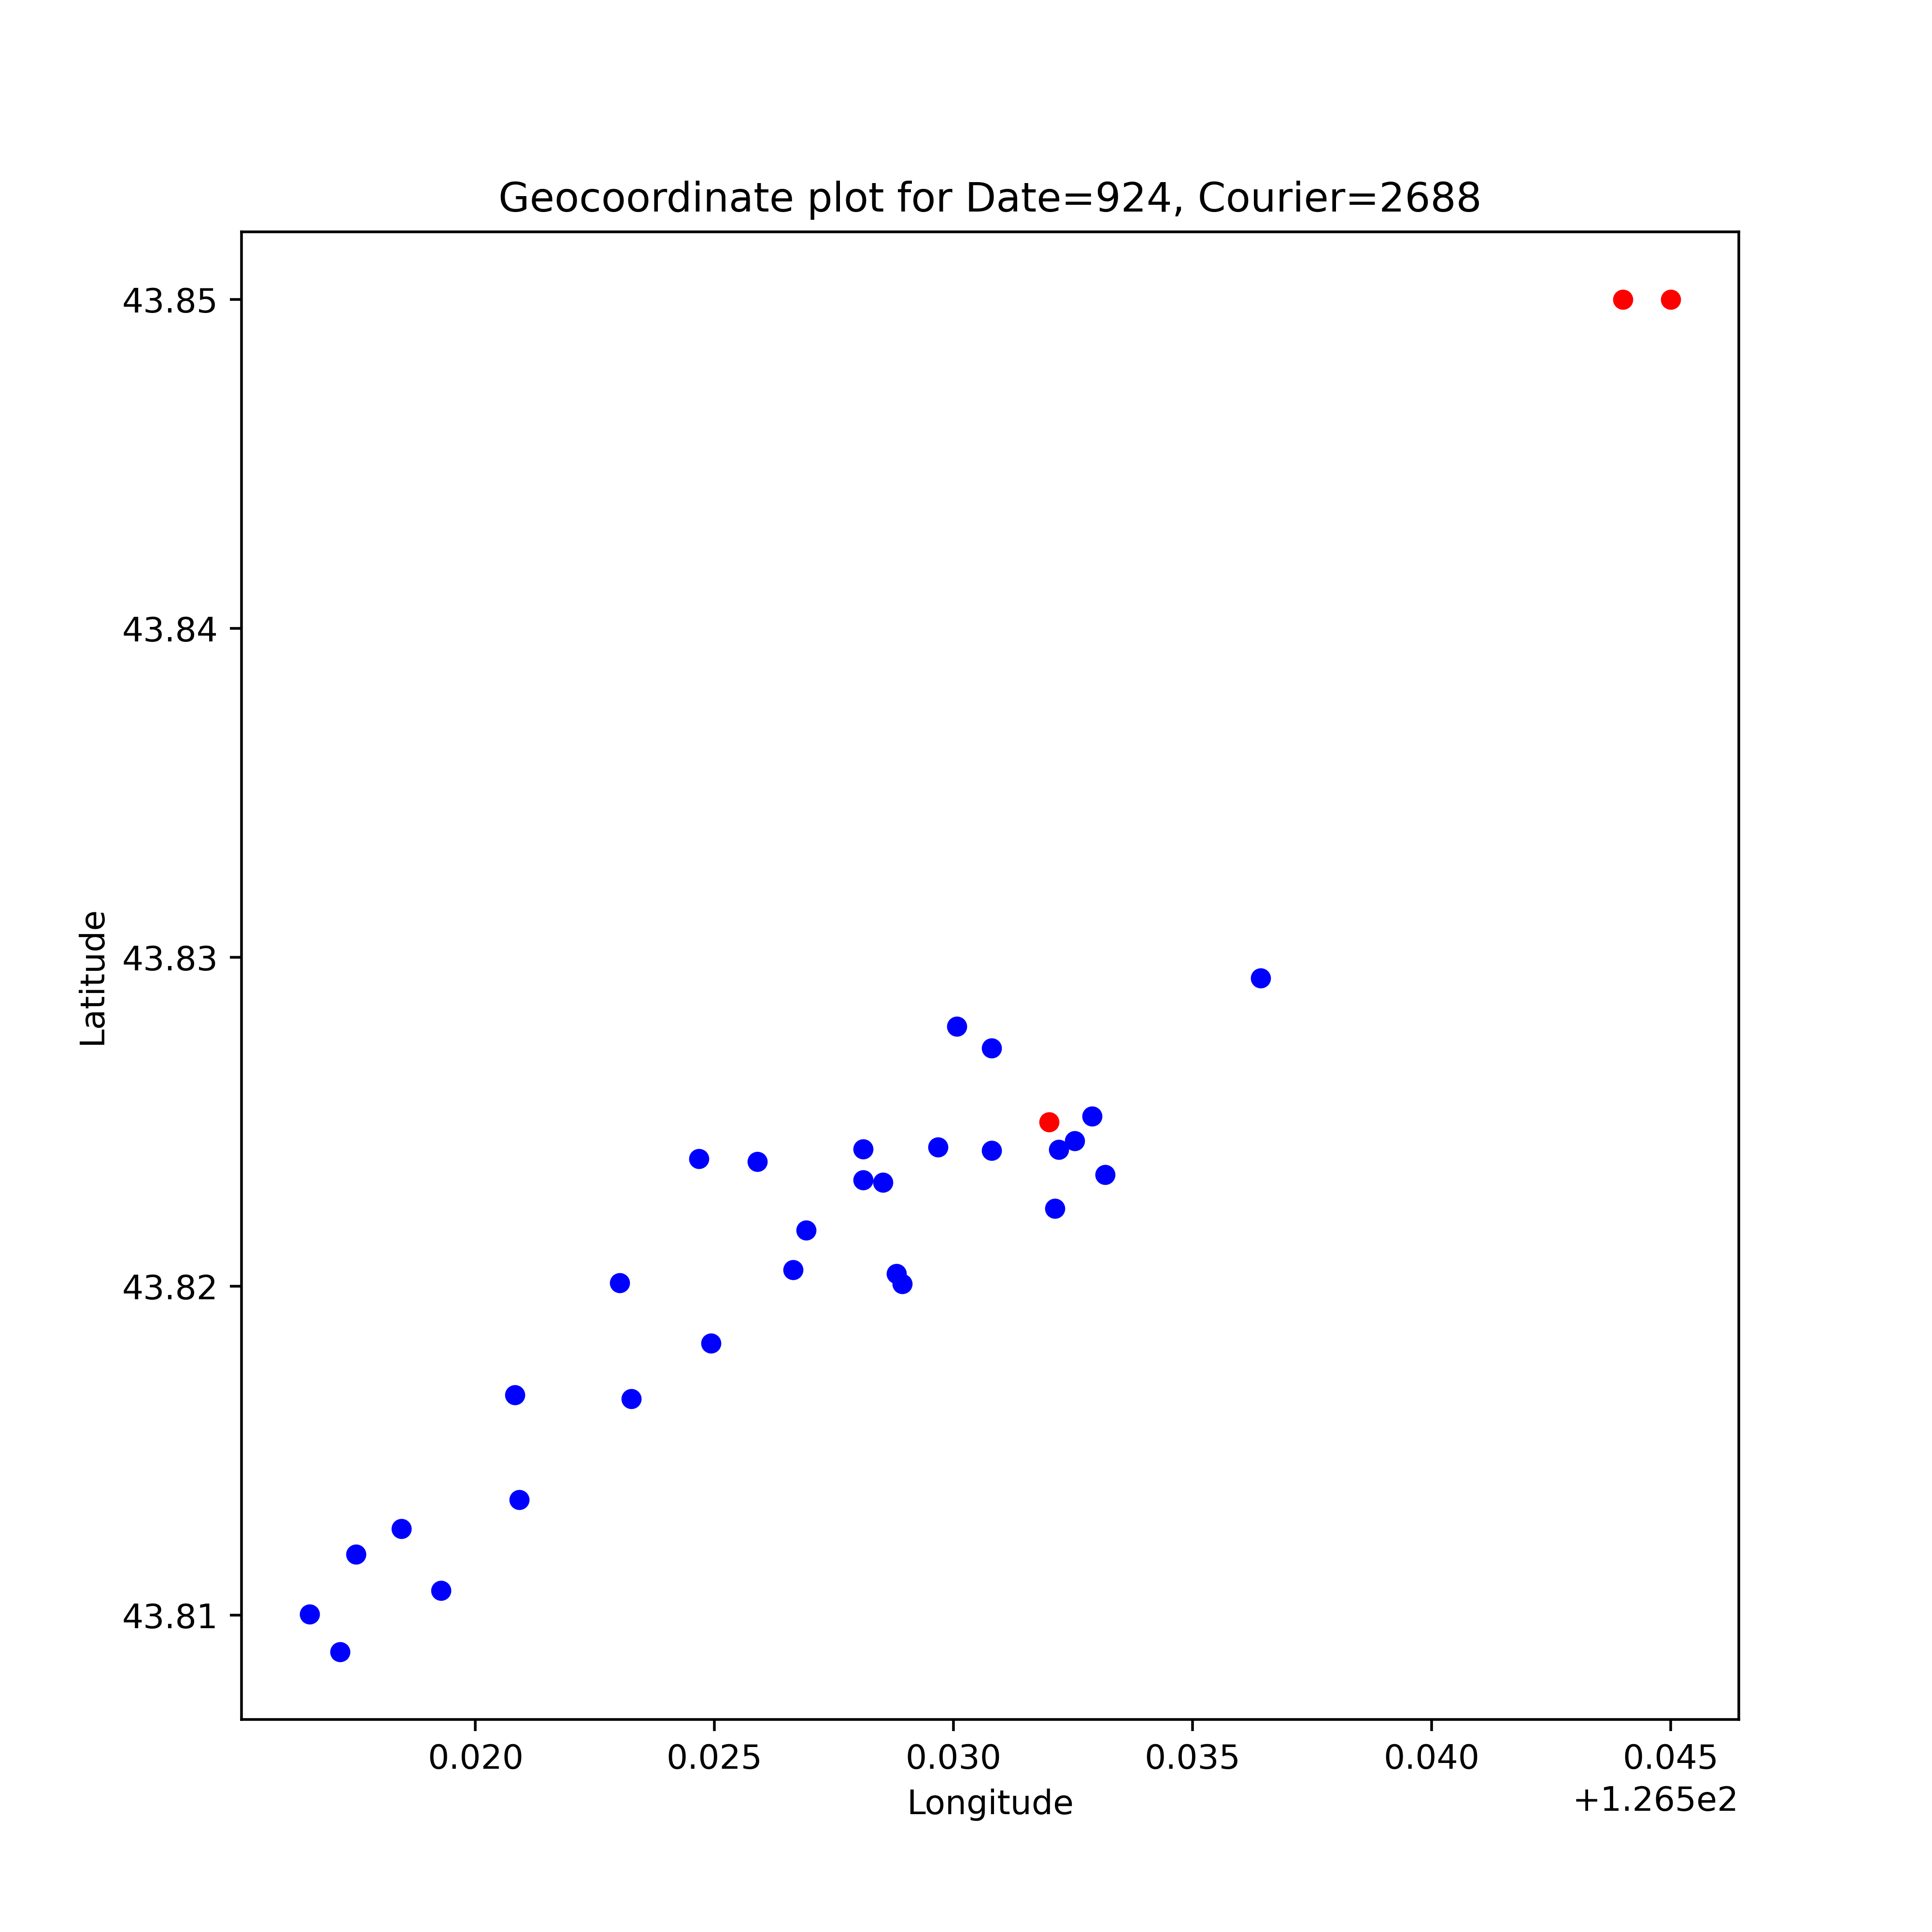 Geocoordinate plot for Date=924, Courier=2688
43.85
43.84
43.83
43.82
43.81
Latitude
0.020 0.025 0.030 0.035 0.040 0.045
+1.265e2
Longitude